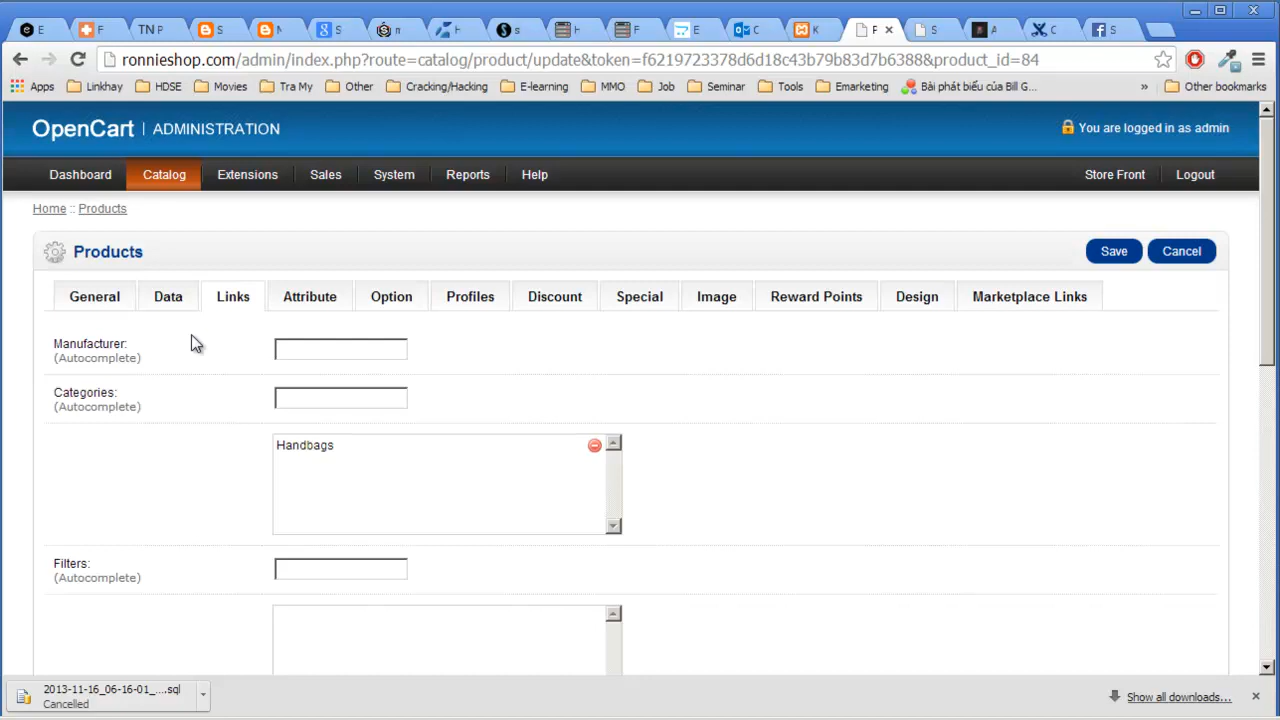 E
F
TN P
S
M
S
m
H
s
H
F
E
C
K
F
S
A
C
S
ronnieshop.com/admin/index.php?route=catalog/product/update&token=f6219723378d6d18c43b79b83d7b6388&product_id=84
Apps
Linkhay
HDSE
Movies
Tra My
Other
Cracking/Hacking
E-learning
MMO
Job
Seminar
Tools
Emarketing
Bài phát biểu của Bill G...
»
Other bookmarks
OpenCart | ADMINISTRATION
You are logged in as admin
Dashboard
Catalog
Extensions
Sales
System
Reports
Help
Store Front
Logout
Home :: Products
Products
Save
Cancel
General
Data
Links
Attribute
Option
Profiles
Discount
Special
Image
Reward Points
Design
Marketplace Links
Manufacturer:
(Autocomplete)
Categories:
(Autocomplete)
Handbags
Filters:
(Autocomplete)
2013-11-16_06-16-01_....sql
Cancelled
Show all downloads...